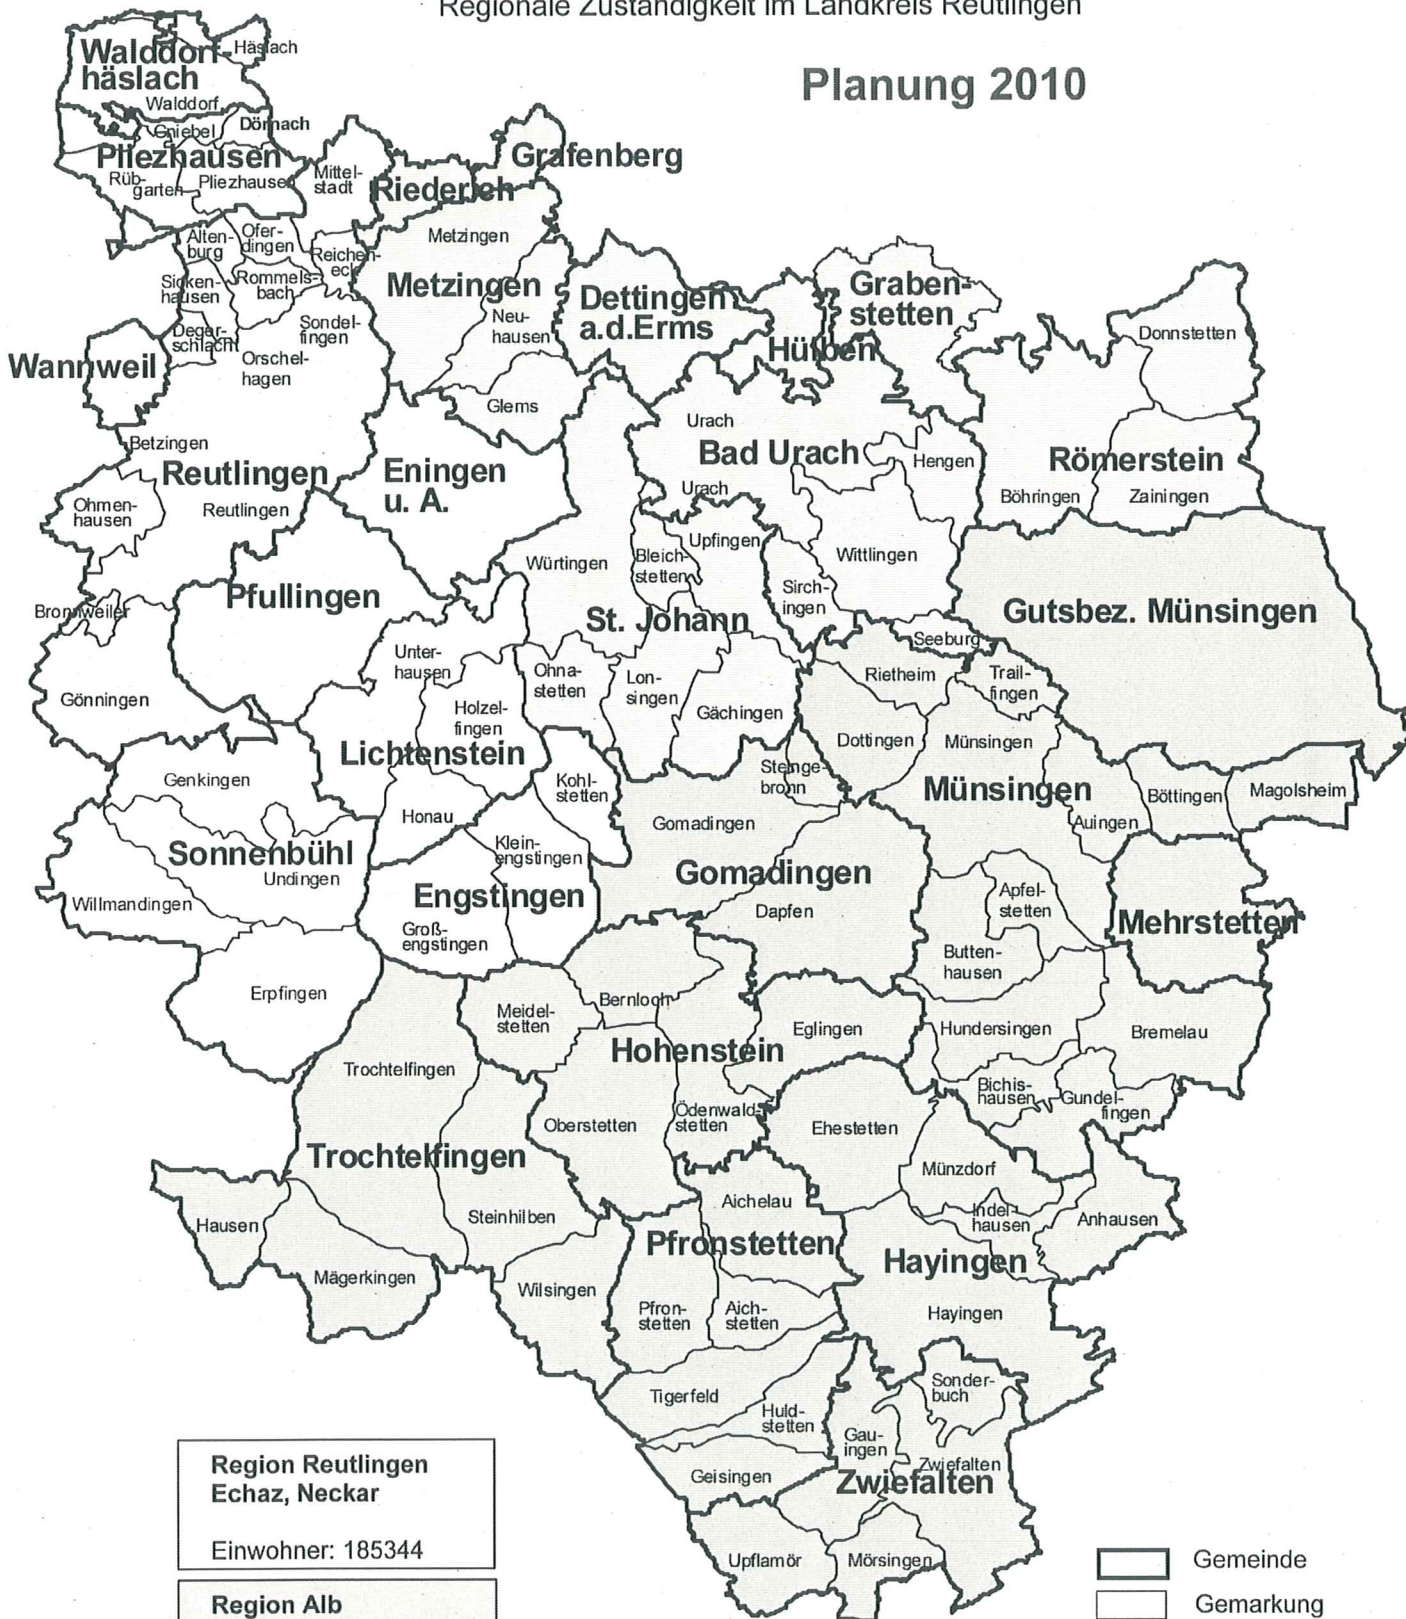 Regionale Zuständigkeit im Landkreis Reutlingen
Planung 2010
Walddorf-
häslach
Häslach
Walddorf
Gniebel
Dörnach
Pliezhausen
Rüb-
garten
Pliezhausen
Mittel-
stadt
Riederich
Grafenberg
Metzingen
Alten-
burg
Ofer-
dingen
Reichen-
eck
Sicken-
hausen
Rommels-
bach
Metzingen
Neu-
hausen
Dettingen
a.d.Erms
Hülben
Graben-
stetten
Donnstetten
Deger-
schlacht
Sondel-
fingen
Orschel-
hagen
Wannweil
Glems
Betzingen
Reutlingen
Reutlingen
Ohmen-
hausen
Eningen
u. A.
Urach
Bad Urach
Urach
Hengen
Römerstein
Böhringen
Zainingen
Würtingen
Bleich-
stetten
Upfingen
Sirch-
ingen
Wittlingen
Bronnweiler
Pfullingen
St. Johann
Gutsbez. Münsingen
Seeburg
Gönningen
Unter-
hausen
Holzel-
fingen
Ohna-
stetten
Lon-
singen
Gächingen
Rietheim
Trail-
fingen
Dottingen
Münsingen
Lichtenstein
Genkingen
Kohl-
stetten
Steinge-
bronn
Münsingen
Böttingen
Magolsheim
Honau
Gomadingen
Auingen
Sonnenbühl
Undingen
Klein-
engstingen
Gomadingen
Willmandingen
Engstingen
Groß-
engstingen
Dapfen
Apfel-
stetten
Mehrstetten
Butten-
hausen
Erpfingen
Meidel-
stetten
Bernloch
Eglingen
Hundersingen
Bremelau
Hohenstein
Trochtelfingen
Bichis-
hausen
Gundel-
fingen
Oberstetten
Ödenwald-
stetten
Ehestetten
Trochtelfingen
Münzdorf
Aichelau
Indel-
hausen
Anhausen
Hausen
Steinhilben
Pfronstetten
Hayingen
Mägerkingen
Wilsingen
Pfron-
stetten
Aich-
stetten
Hayingen
Tigerfeld
Huld-
stetten
Sonder-
buch
Gau-
ingen
Zwiefalten
Geisingen
Zwiefalten
Upflamör
Mörsingen
Region Reutlingen
Echaz, Neckar
Einwohner: 185344
Region Alb
Gemeinde
Gemarkung